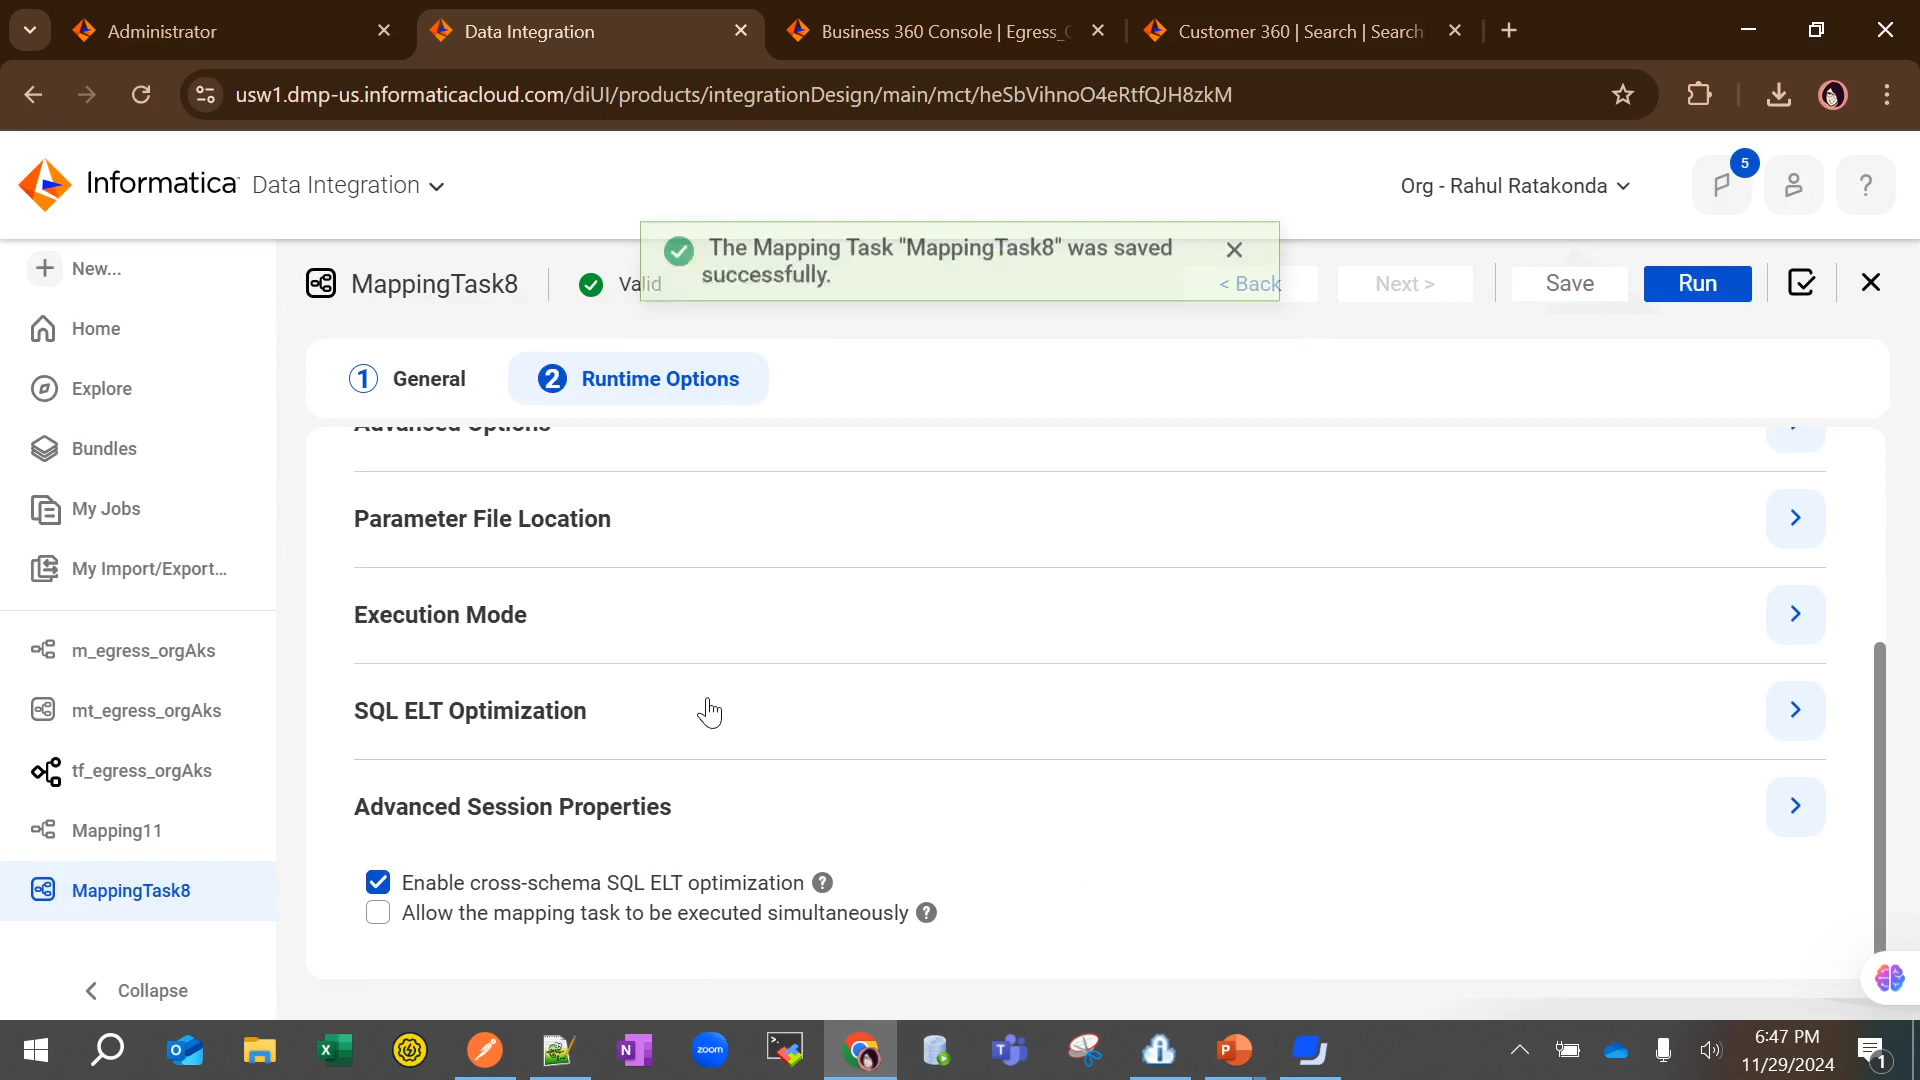 Administrator
Data Integration
Business 360 Console | Egress_
Customer 360 | Search | Search
usw1.dmp-us.informaticacloud.com/diUI/products/integrationDesign/main/mct/heSbVihnoO4eRtfQJH8zkM
Informatica Data Integration
Org - Rahul Ratakonda
5
?
New...
Home
Explore
Bundles
My Jobs
My Import/Export...
m_egress_orgAks
mt_egress_orgAks
tf_egress_orgAks
Mapping11
MappingTask8
Collapse
MappingTask8
Valid
The Mapping Task "MappingTask8" was saved
successfully.
< Back
Next >
Save
Run
1 General
2 Runtime Options
Advanced Options
Parameter File Location
Execution Mode
SQL ELT Optimization
Advanced Session Properties
Enable cross-schema SQL ELT optimization ?
Allow the mapping task to be executed simultaneously ?
zoom
6:47 PM
11/29/2024
1